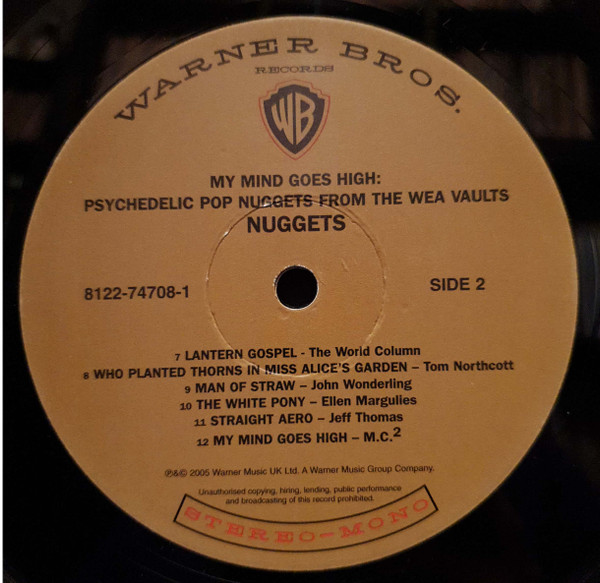 WARNER BROS.
RECORDS
WB
MY MIND GOES HIGH:
PSYCHEDELIC POP NUGGETS FROM THE WEA VAULTS
NUGGETS
8122-74708-1
SIDE 2
7 LANTERN GOSPEL - The World Column
8 WHO PLANTED THORNS IN MISS ALICE'S GARDEN – Tom Northcott
9 MAN OF STRAW – John Wonderling
10 THE WHITE PONY – Ellen Margulies
11 STRAIGHT AERO – Jeff Thomas
12 MY MIND GOES HIGH – M.C.2
℗&© 2005 Warner Music UK Ltd. A Warner Music Group Company.
Unauthorised copying, hiring, lending, public performance
and broadcasting of this record prohibited.
STEREO–MONO